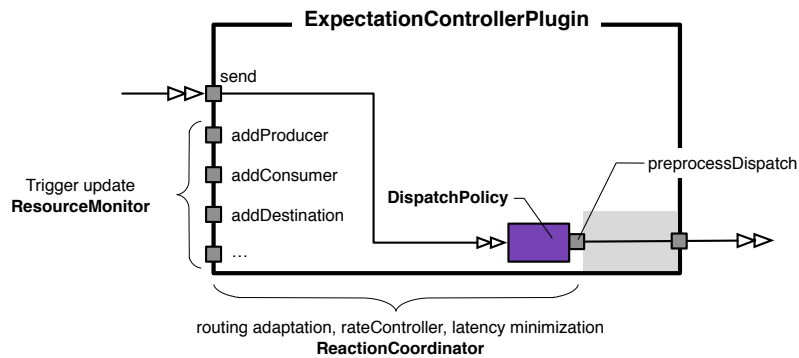 ExpectationControllerPlugin
send
addProducer
addConsumer
addDestination
...
Trigger update
ResourceMonitor
DispatchPolicy
preprocessDispatch
routing adaptation, rateController, latency minimization
ReactionCoordinator